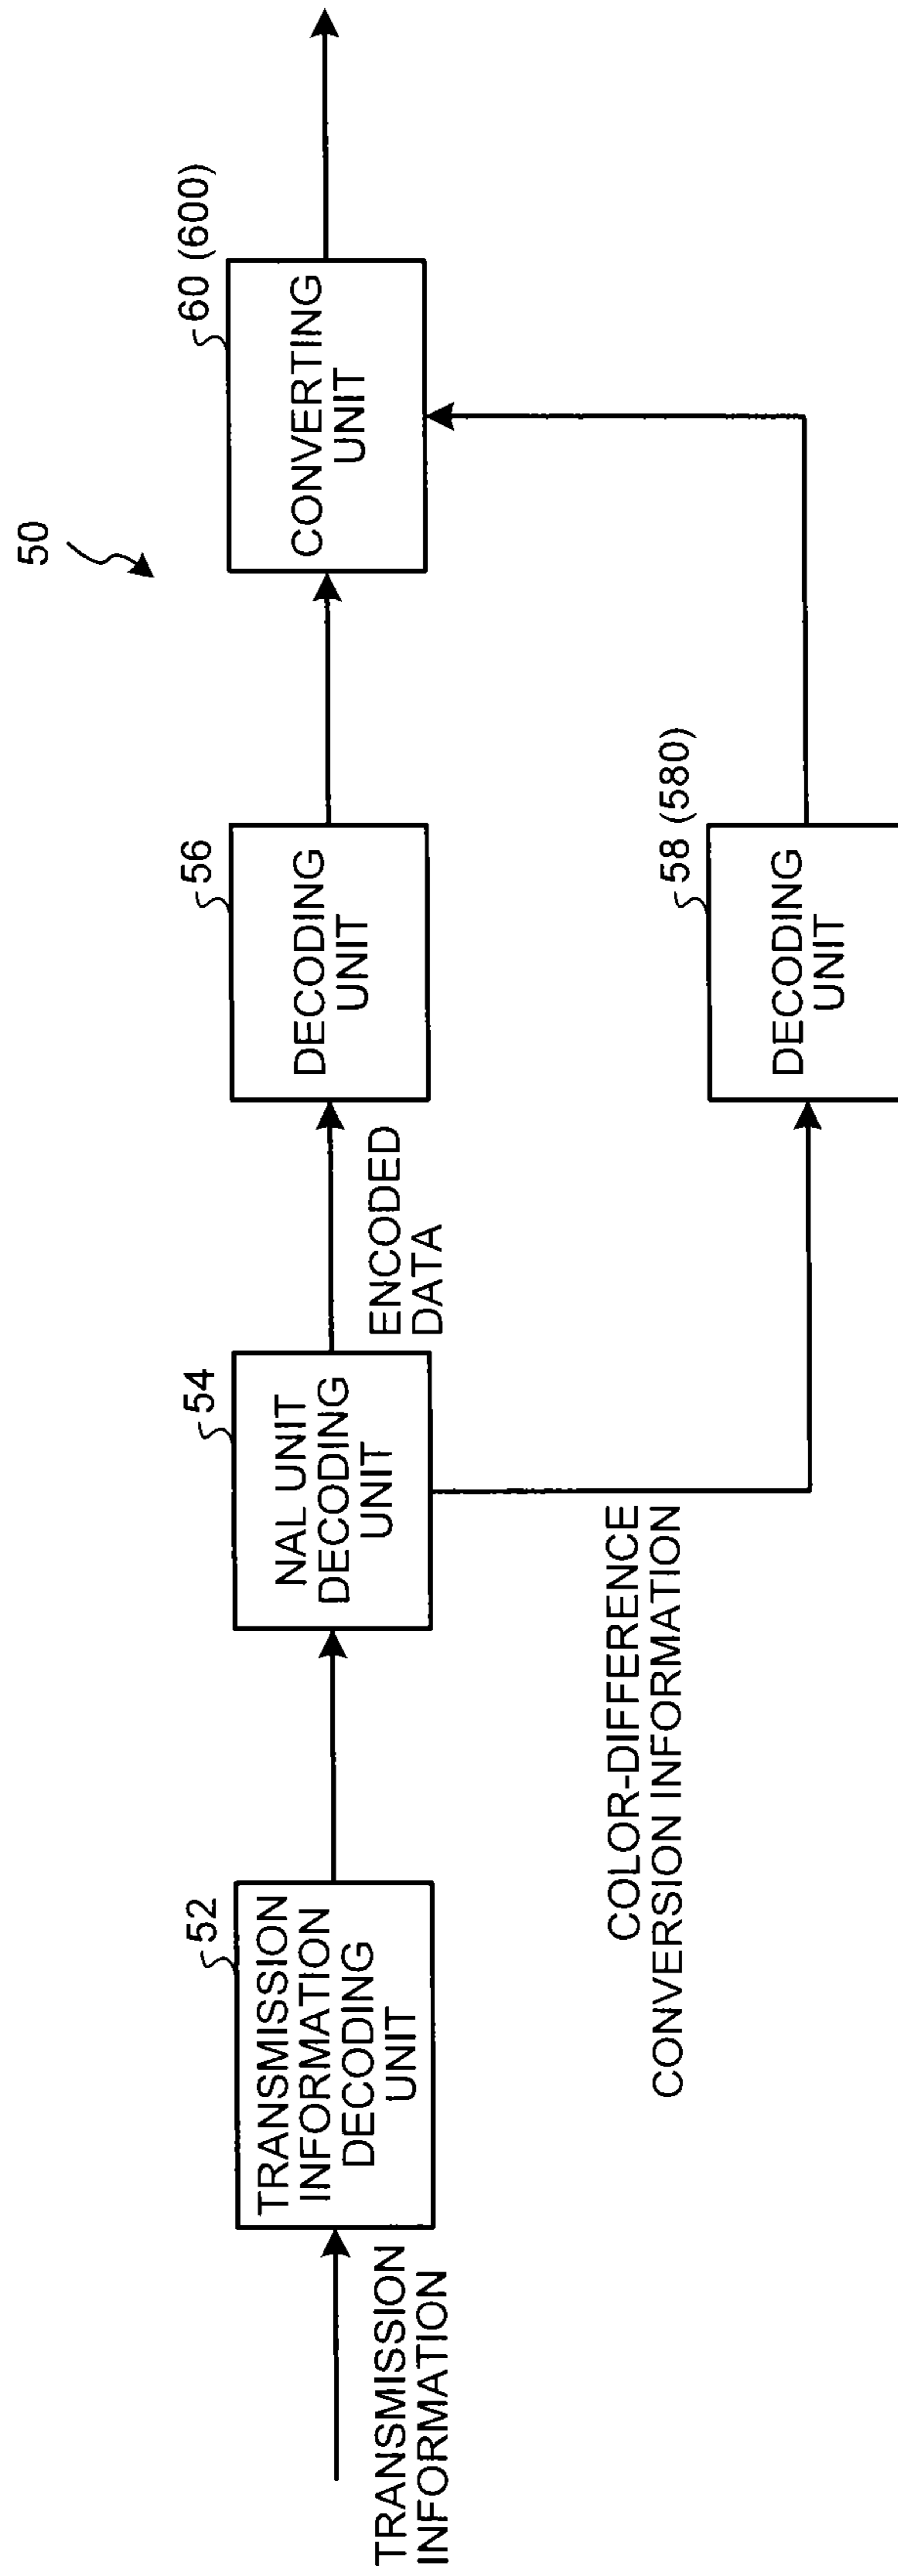 50
TRANSMISSION
INFORMATION
52
TRANSMISSION
INFORMATION
DECODING
UNIT
54
NAL UNIT
DECODING
UNIT
ENCODED
DATA
56
DECODING
UNIT
60 (600)
CONVERTING
UNIT
COLOR-DIFFERENCE
CONVERSION INFORMATION
58 (580)
DECODING
UNIT